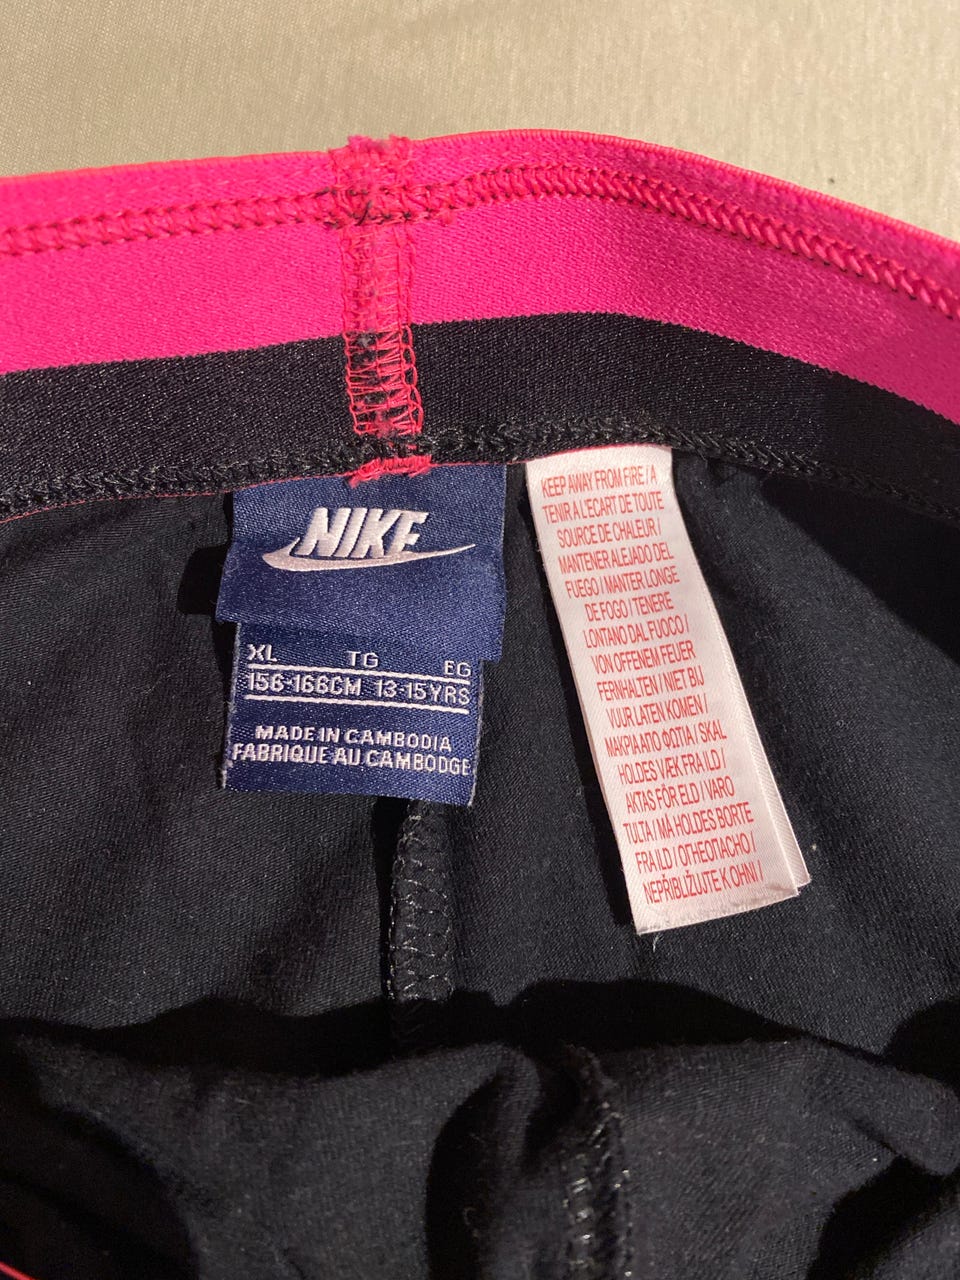 NIKE
XL TG EG
156-166CM 13-15YRS
MADE IN CAMBODIA
FABRIQUE AU CAMBODGE
KEEP AWAY FROM FIRE / A
TENIR A L'ECART DE TOUTE
SOURCE DE CHALEUR /
MANTENER ALEJADO DEL
FUEGO / MANTER LONGE
DE FOGO / TENERE
LONTANO DAL FUOCO /
VON OFFENEM FEUER
FERNHALTEN / NIET BIJ
VUUR LATEN KOMEN /
ΜΑΚΡΙΑ ΑΠΟ ΦΩΤΙΑ / SKAL
HOLDES VÆK FRA ILD /
AKTAS FÖR ELD / VARO
TULTA / MÅ HOLDES BORTE
FRA ILD / ОГНЕОПАСНО /
NEPŘIBLIŽUJTE K OHNI /